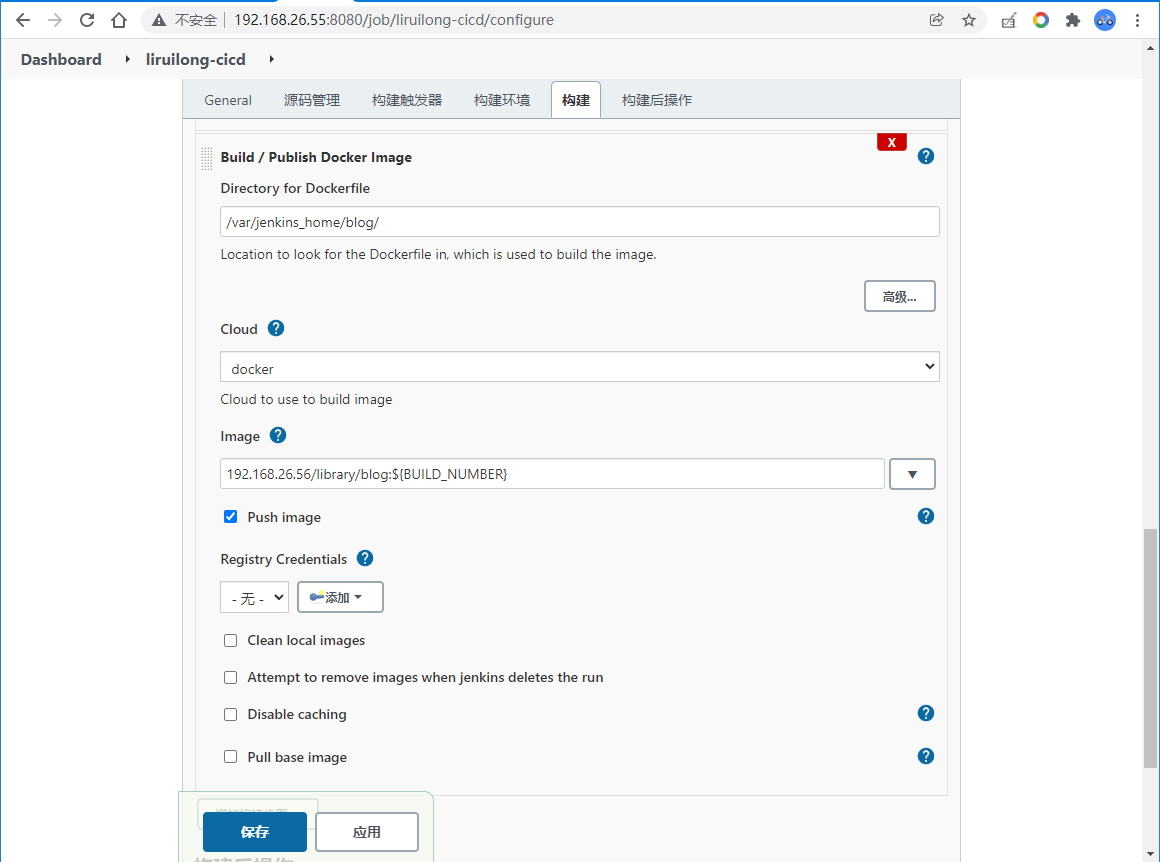 不安全 192.168.26.55:8080/job/liruilong-cicd/configure
Dashboard liruilong-cicd
General 源码管理 构建触发器 构建环境 构建 构建后操作
X
Build / Publish Docker Image ?
Directory for Dockerfile
/var/jenkins_home/blog/
Location to look for the Dockerfile in, which is used to build the image.
高级...
Cloud ?
docker
Cloud to use to build image
Image ?
192.168.26.56/library/blog:${BUILD_NUMBER}
Push image ?
Registry Credentials ?
- 无 - 添加
Clean local images
Attempt to remove images when jenkins deletes the run
Disable caching ?
Pull base image ?
保存 应用
构建后操作